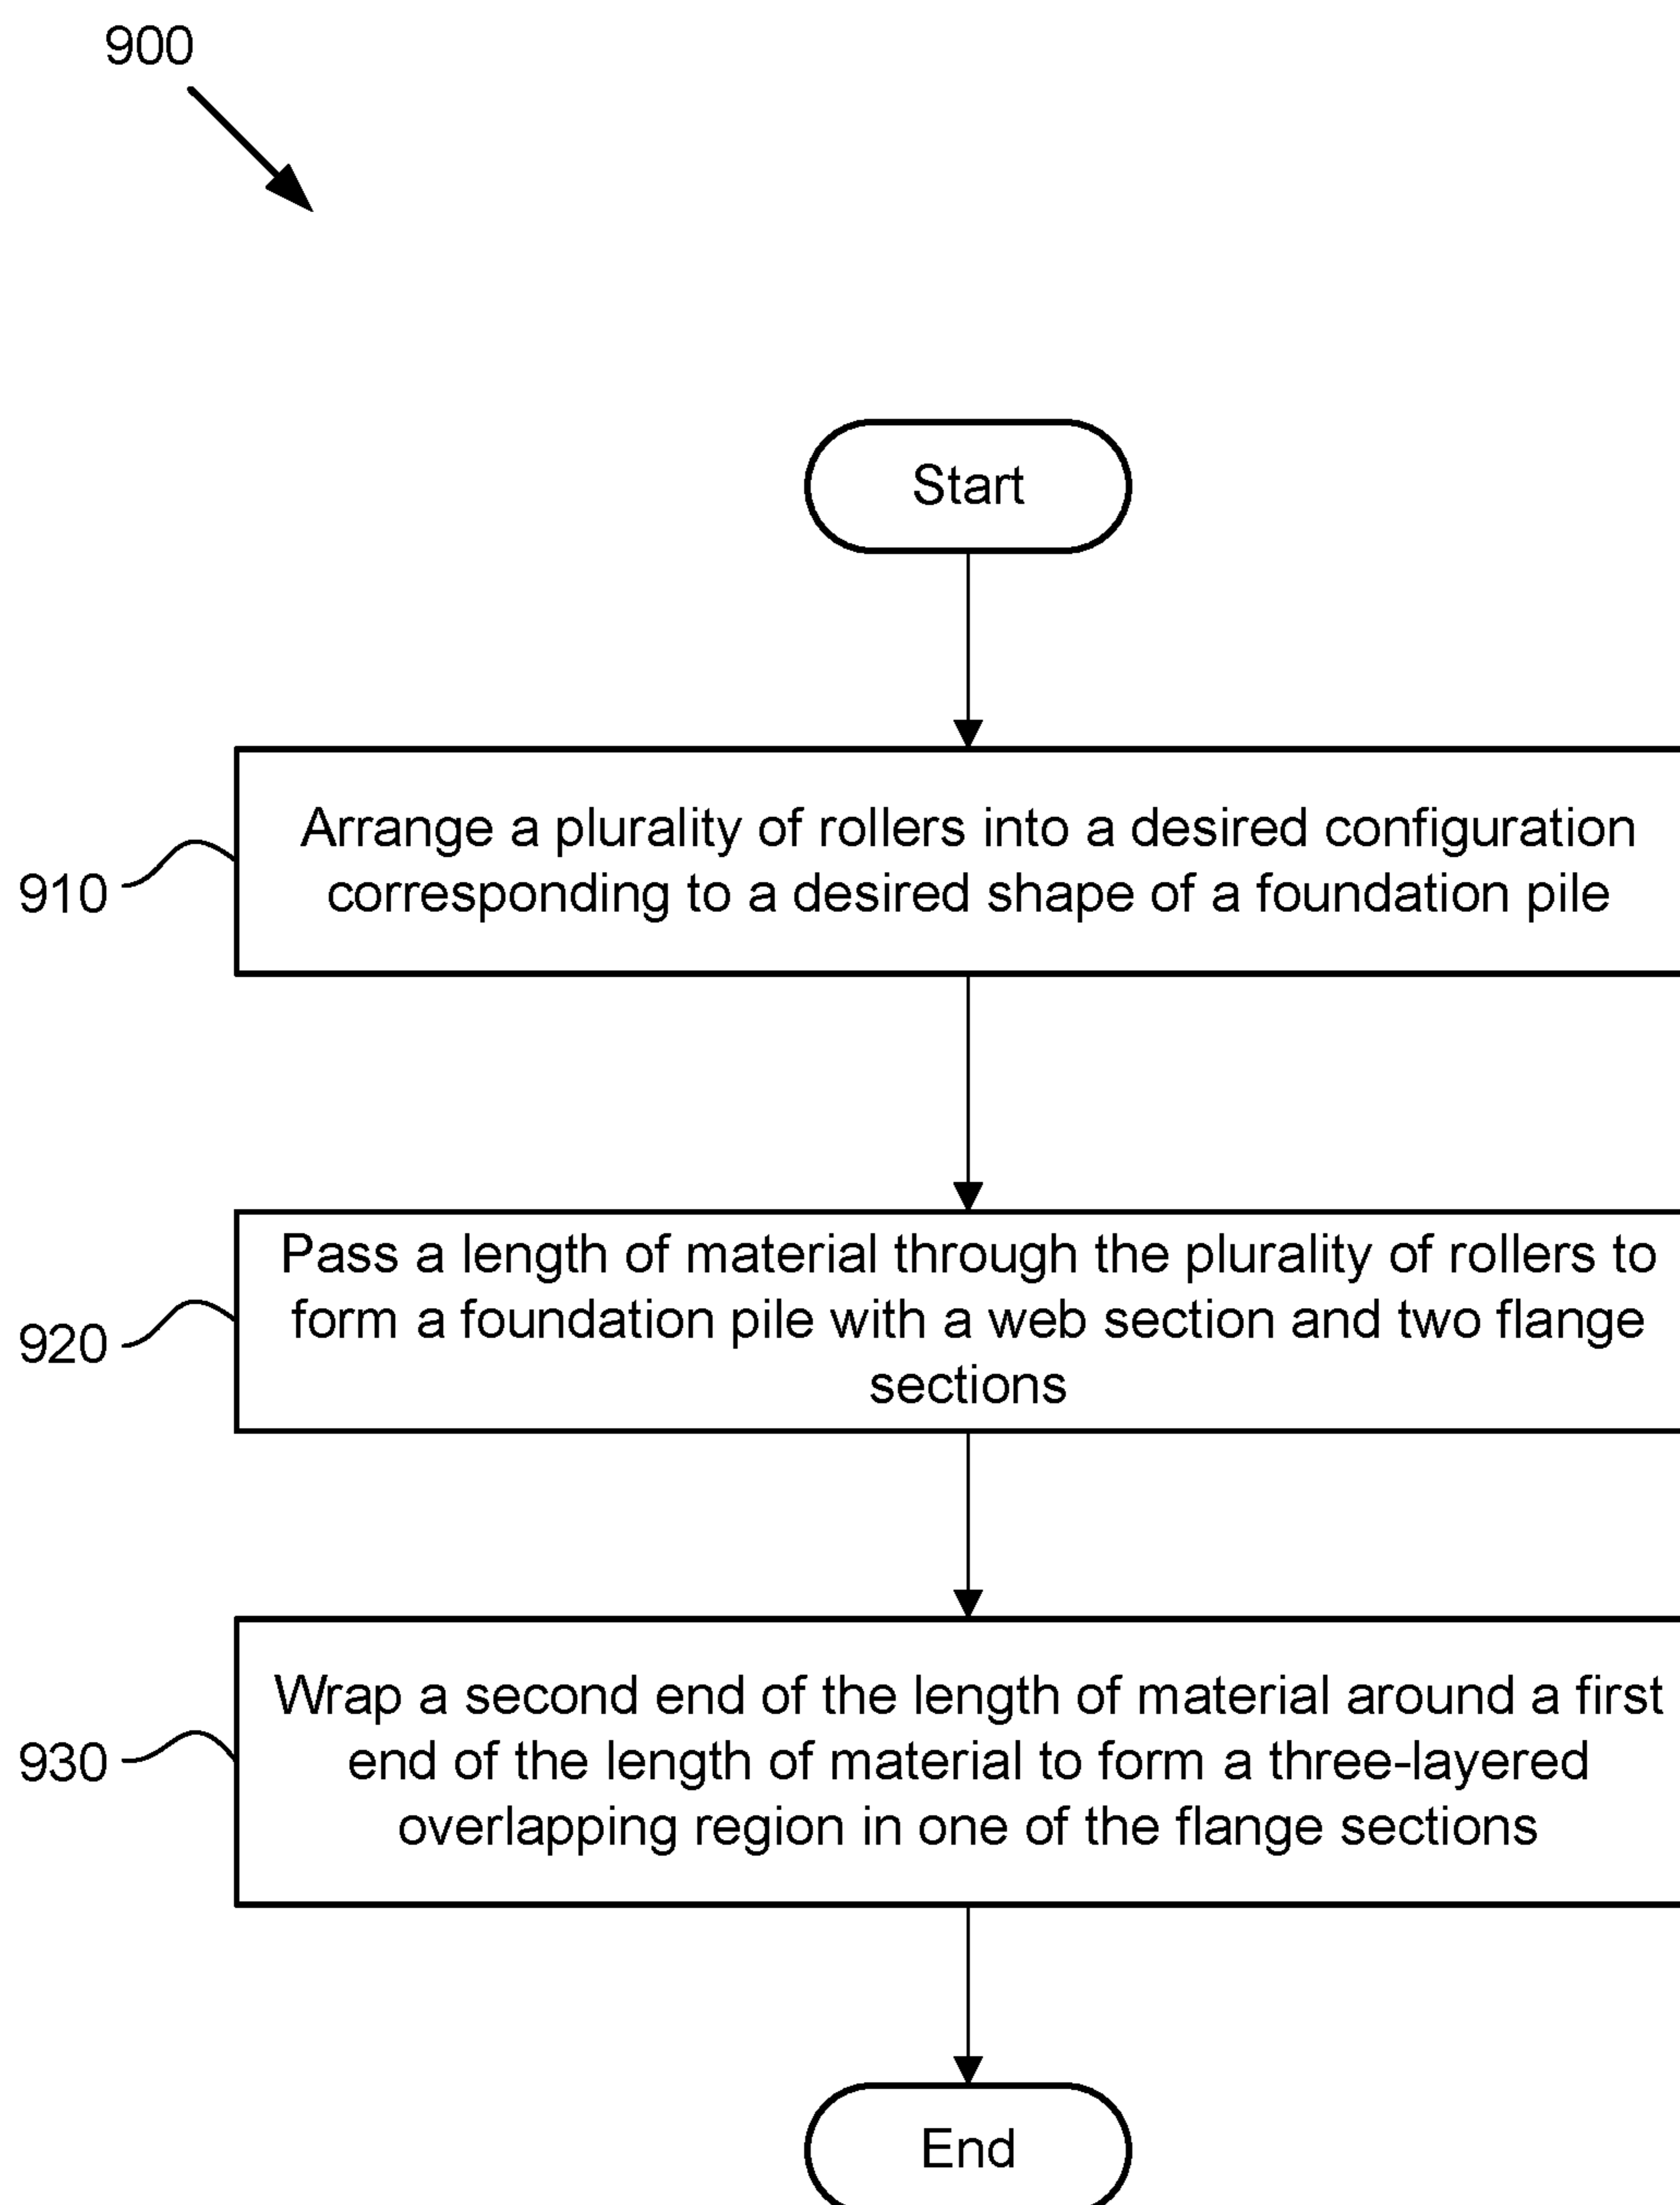 900
Start
910
Arrange a plurality of rollers into a desired configuration
corresponding to a desired shape of a foundation pile
920
Pass a length of material through the plurality of rollers to
form a foundation pile with a web section and two flange
sections
930
Wrap a second end of the length of material around a first
end of the length of material to form a three-layered
overlapping region in one of the flange sections
End